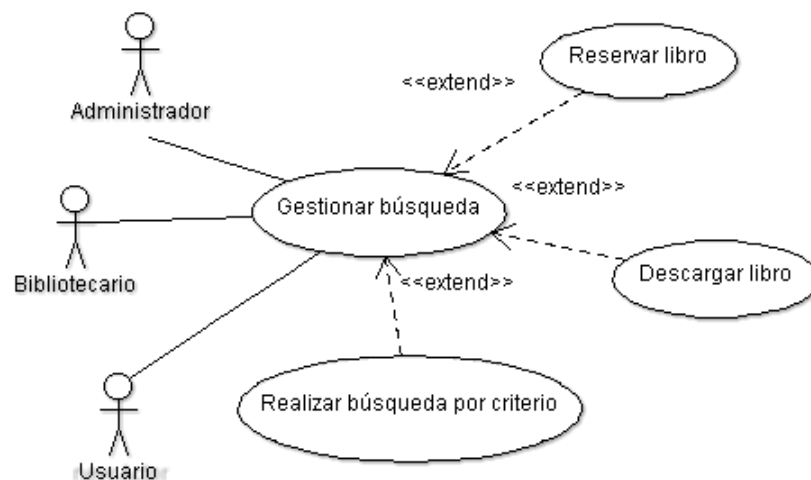 Reservar libro
<<extend>>
Administrador
<<extend>>
Gestionar búsqueda
Descargar libro
Bibliotecario
<<extend>>
Realizar búsqueda por criterio
Usuario